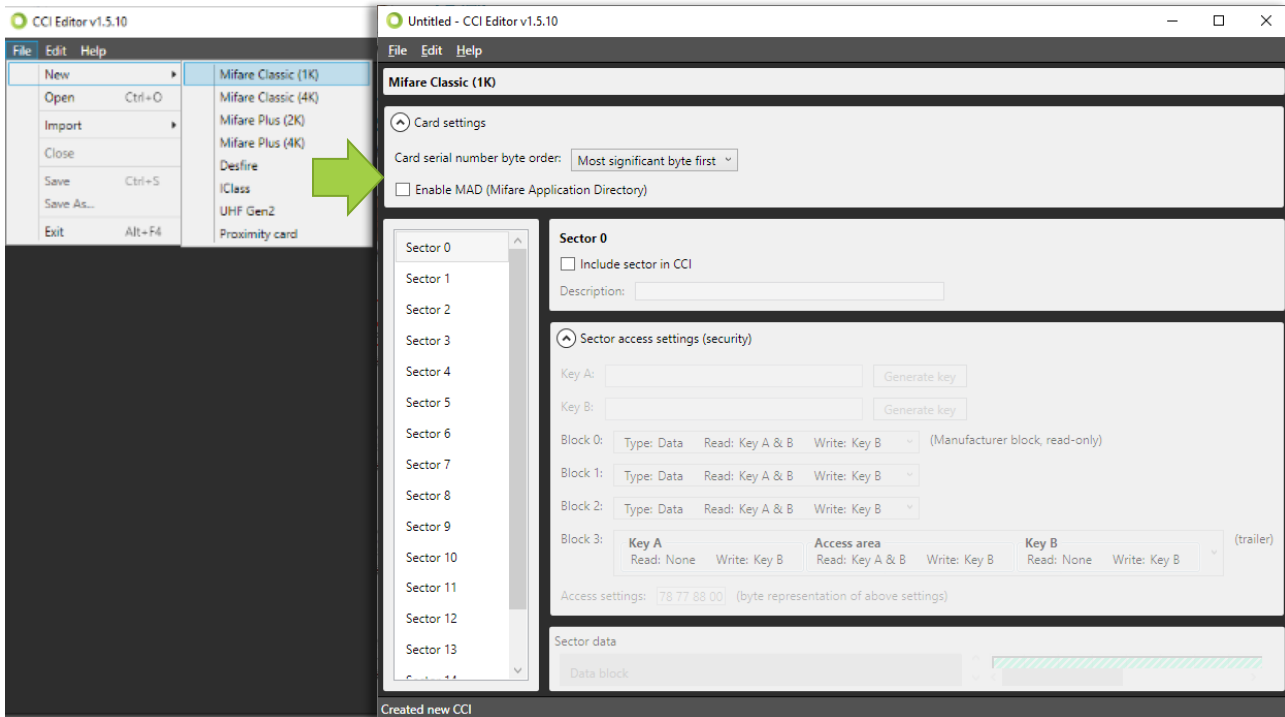 CCI Editor v1.5.10
File Edit Help
New
Open Ctrl+O
Import
Close
Save Ctrl+S
Save As...
Exit Alt+F4
Mifare Classic (1K)
Mifare Classic (4K)
Mifare Plus (2K)
Mifare Plus (4K)
Desfire
IClass
UHF Gen2
Proximity card
Untitled - CCI Editor v1.5.10
File Edit Help
Mifare Classic (1K)
Card settings
Card serial number byte order: Most significant byte first
Enable MAD (Mifare Application Directory)
Sector 0
Sector 1
Sector 2
Sector 3
Sector 4
Sector 5
Sector 6
Sector 7
Sector 8
Sector 9
Sector 10
Sector 11
Sector 12
Sector 13
Sector 0
Include sector in CCI
Description:
Sector access settings (security)
Key A: Generate key
Key B: Generate key
Block 0: Type: Data Read: Key A & B Write: Key B (Manufacturer block, read-only)
Block 1: Type: Data Read: Key A & B Write: Key B
Block 2: Type: Data Read: Key A & B Write: Key B
Block 3: Key A Access area Key B (trailer)
Read: None Write: Key B Read: Key A & B Write: Key B Read: None Write: Key B
Access settings: 78 77 88 00 (byte representation of above settings)
Sector data
Data block
Created new CCI